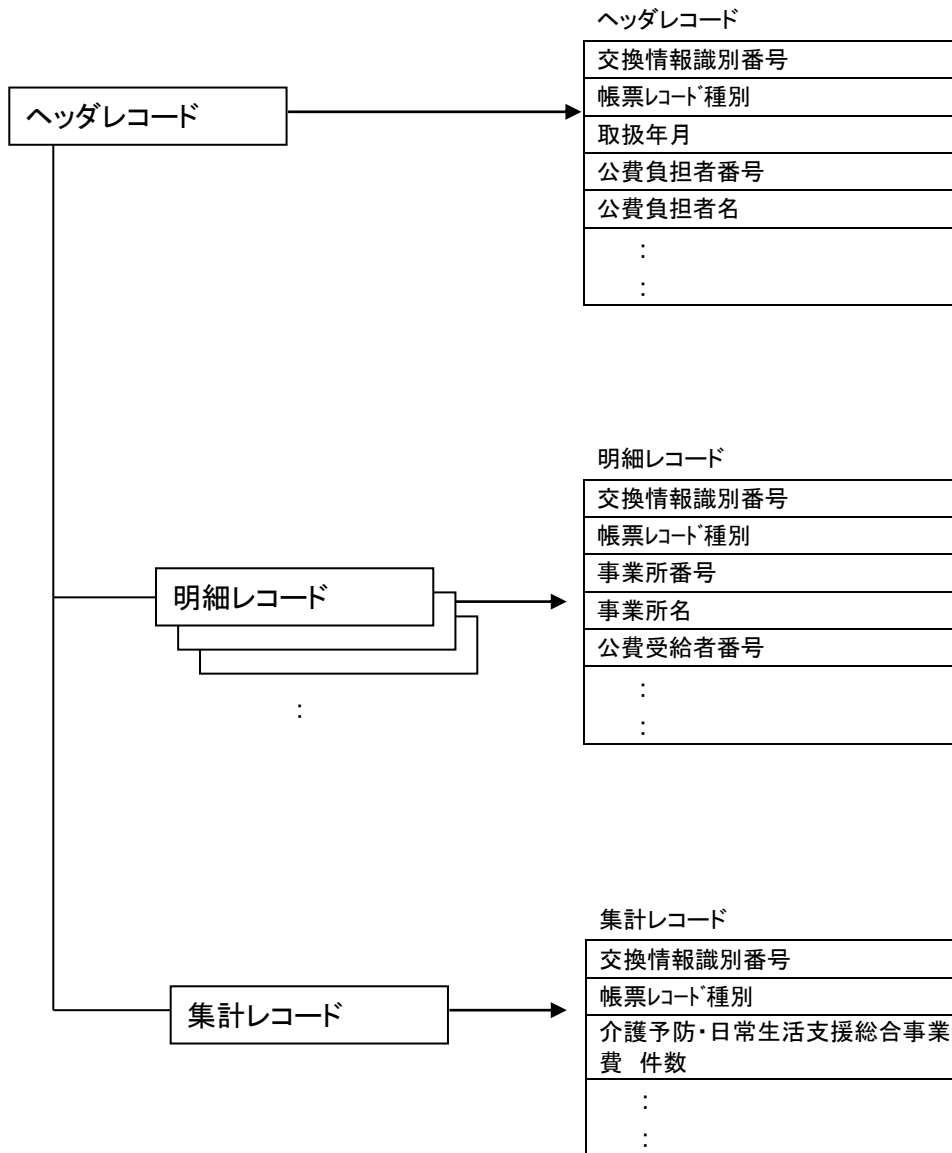 ヘッダレコード
交換情報識別番号
帳票ﾚｺｰﾄﾞ種別
取扱年月
公費負担者番号
公費負担者名
:
:
ヘッダレコード
明細レコード
交換情報識別番号
帳票ﾚｺｰﾄﾞ種別
事業所番号
事業所名
公費受給者番号
:
:
明細レコード
:
集計レコード
交換情報識別番号
帳票ﾚｺｰﾄﾞ種別
介護予防・日常生活支援総合事業
費 件数
:
:
集計レコード